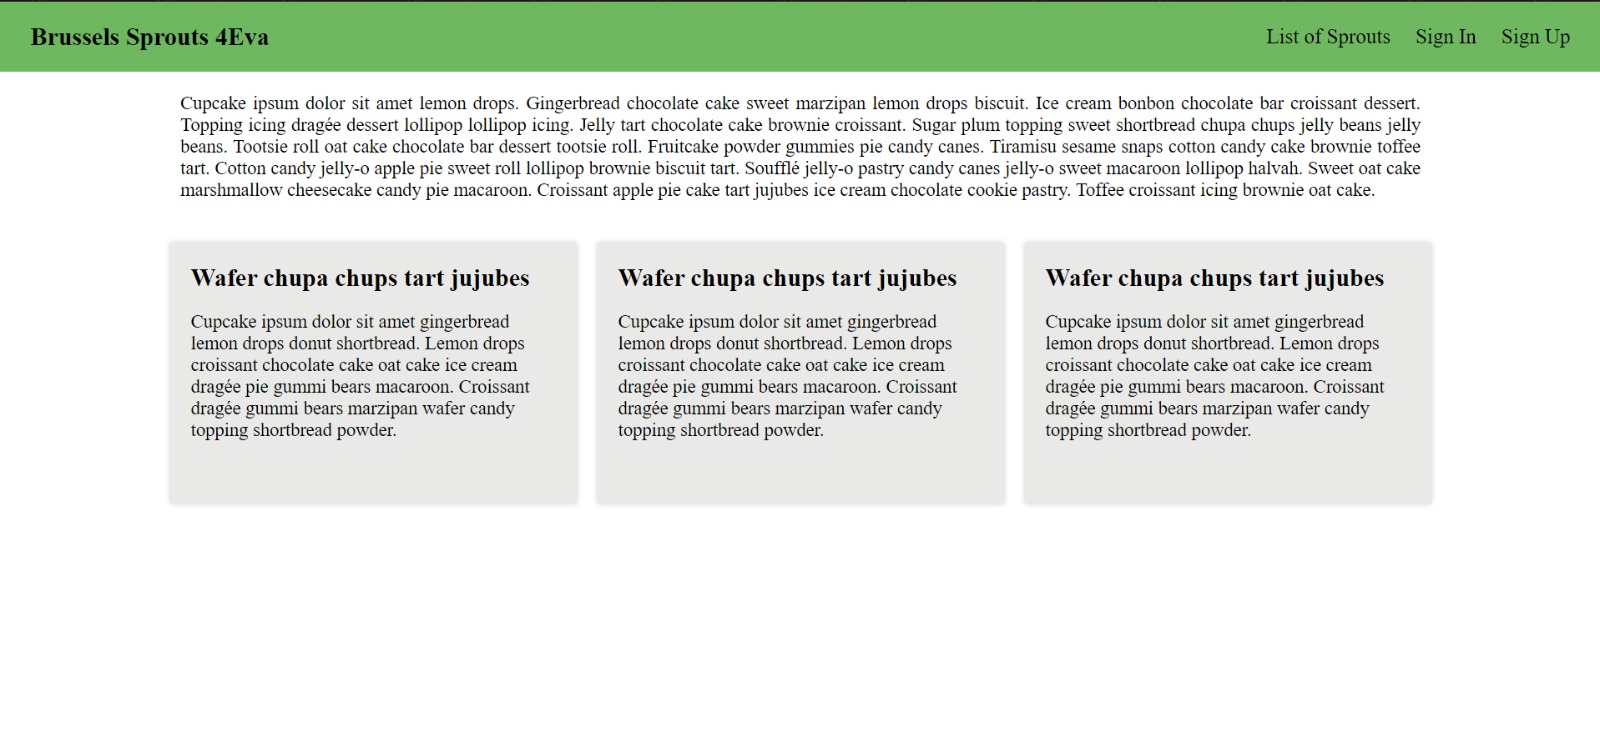 Brussels Sprouts 4Eva
List of Sprouts
Sign In
Sign Up
Cupcake ipsum dolor sit amet lemon drops. Gingerbread chocolate cake sweet marzipan lemon drops biscuit. Ice cream bonbon chocolate bar croissant dessert.
Topping icing dragée dessert lollipop lollipop icing. Jelly tart chocolate cake brownie croissant. Sugar plum topping sweet shortbread chupa chups jelly beans jelly
beans. Tootsie roll oat cake chocolate bar dessert tootsie roll. Fruitcake powder gummies pie candy canes. Tiramisu sesame snaps cotton candy cake brownie toffee
tart. Cotton candy jelly-o apple pie sweet roll lollipop brownie biscuit tart. Soufflé jelly-o pastry candy canes jelly-o sweet macaroon lollipop halvah. Sweet oat cake
marshmallow cheesecake candy pie macaroon. Croissant apple pie cake tart jujubes ice cream chocolate cookie pastry. Toffee croissant icing brownie oat cake.
Wafer chupa chups tart jujubes
Cupcake ipsum dolor sit amet gingerbread
lemon drops donut shortbread. Lemon drops
croissant chocolate cake oat cake ice cream
dragée pie gummi bears macaroon. Croissant
dragée gummi bears marzipan wafer candy
topping shortbread powder.
Wafer chupa chups tart jujubes
Cupcake ipsum dolor sit amet gingerbread
lemon drops donut shortbread. Lemon drops
croissant chocolate cake oat cake ice cream
dragée pie gummi bears macaroon. Croissant
dragée gummi bears marzipan wafer candy
topping shortbread powder.
Wafer chupa chups tart jujubes
Cupcake ipsum dolor sit amet gingerbread
lemon drops donut shortbread. Lemon drops
croissant chocolate cake oat cake ice cream
dragée pie gummi bears macaroon. Croissant
dragée gummi bears marzipan wafer candy
topping shortbread powder.